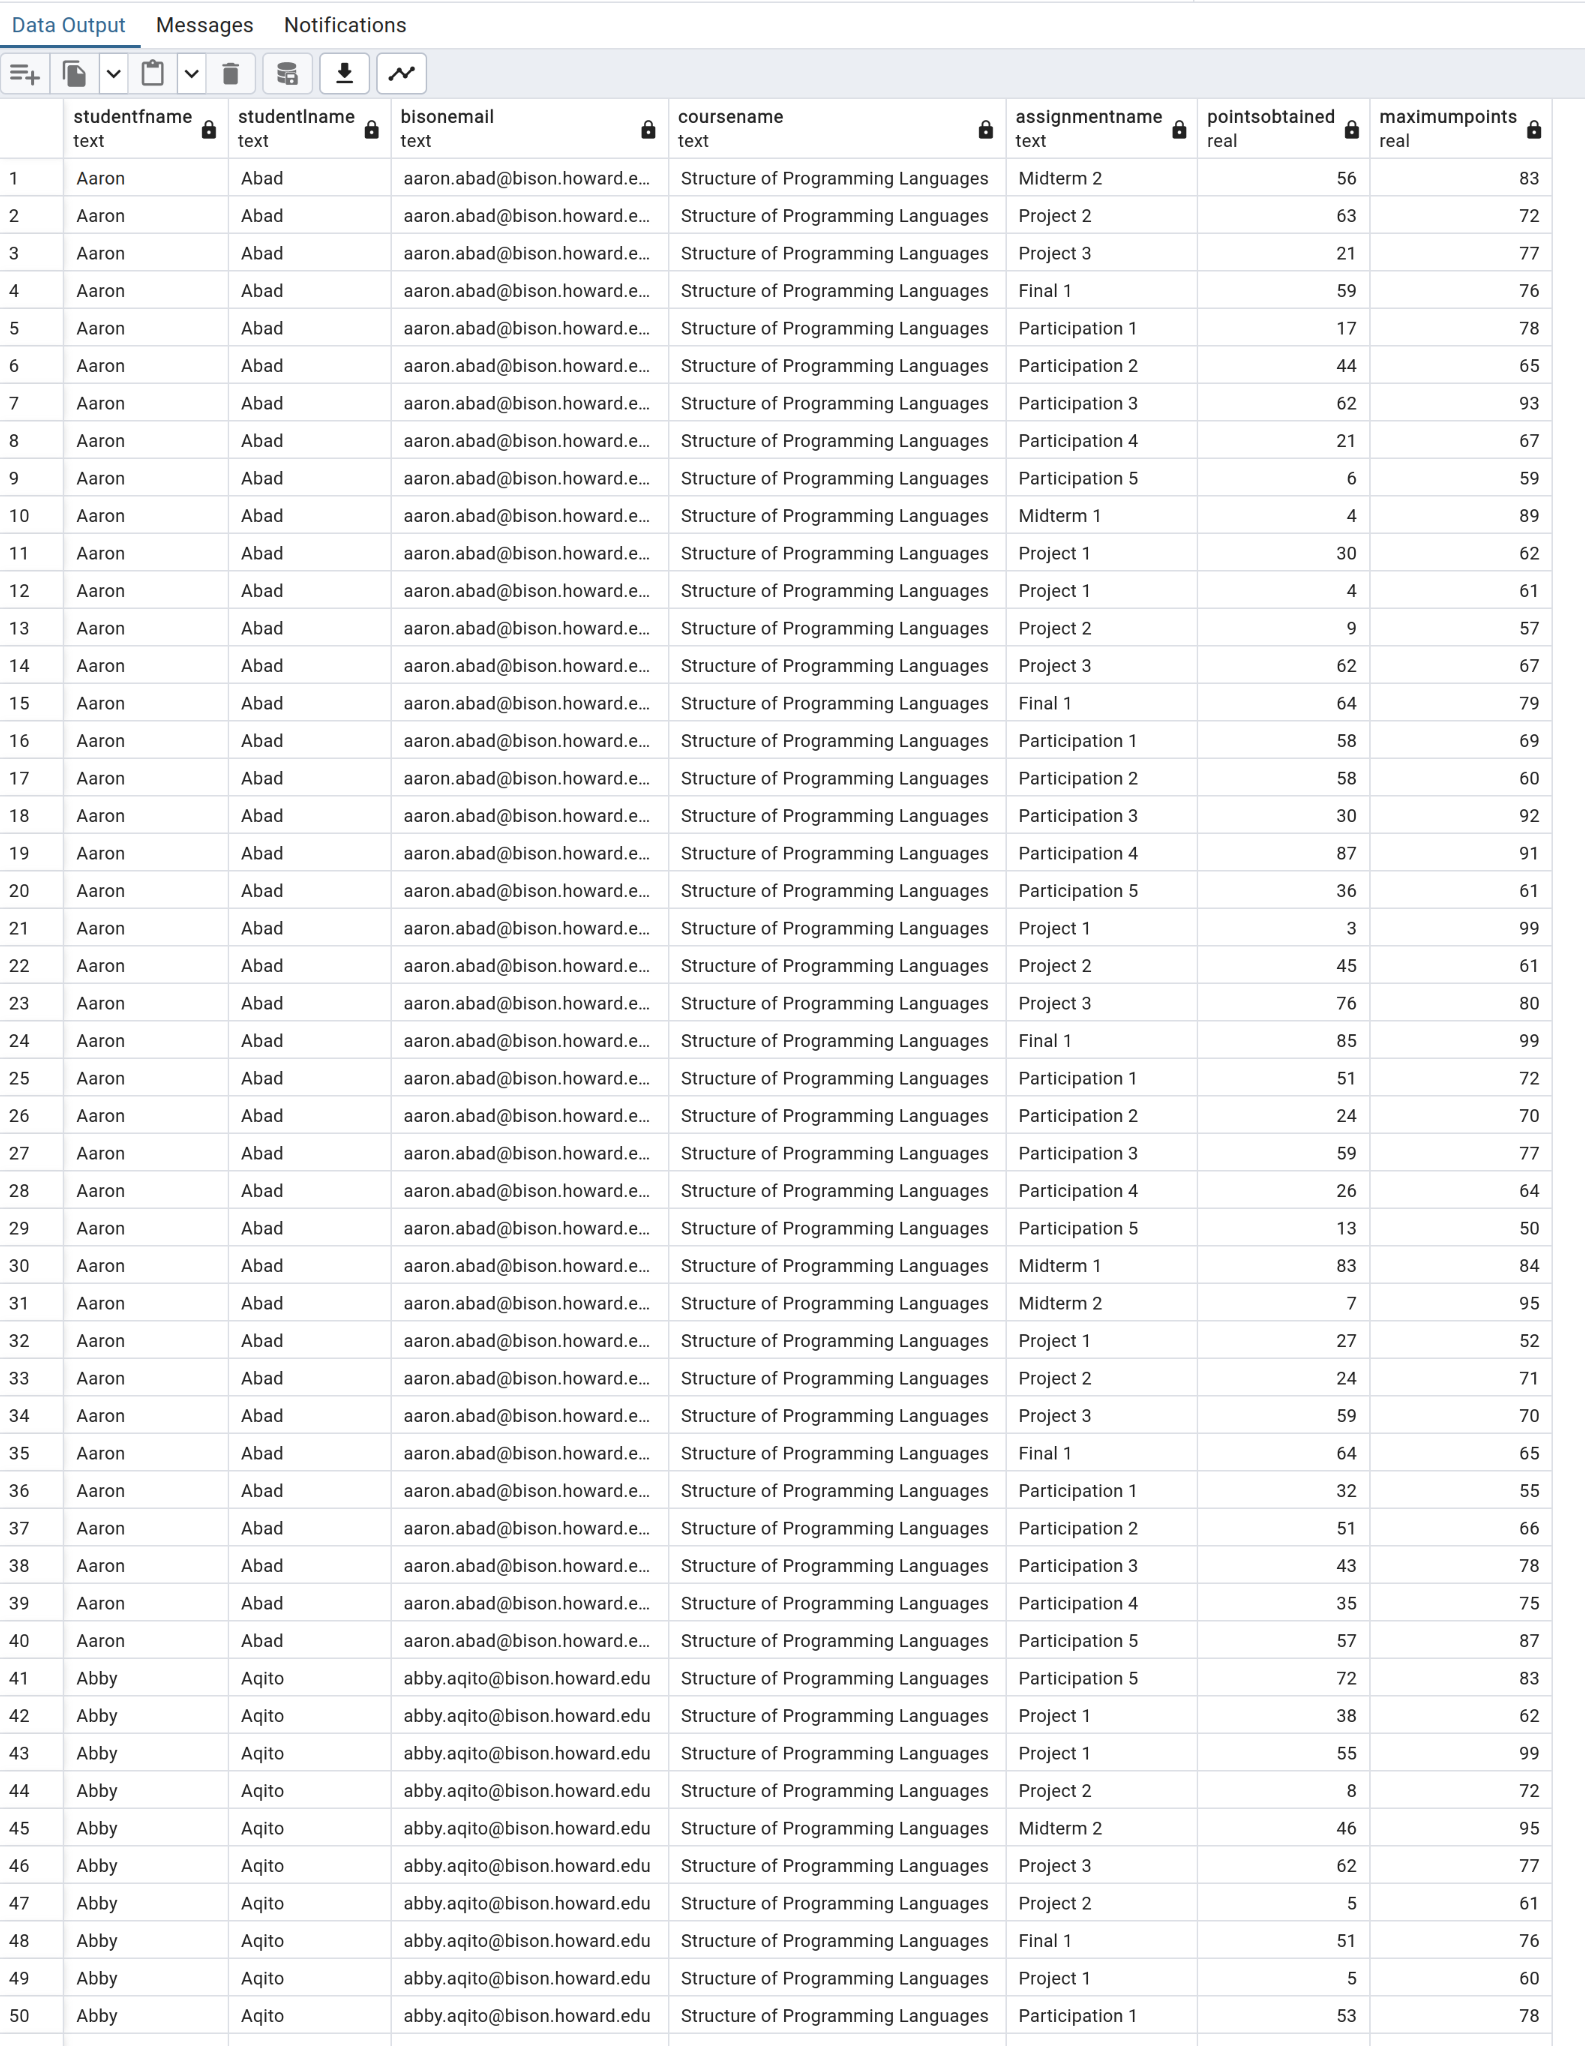 Data Output Messages Notifications
studentfname studentlname bisonemail coursename assignmentname pointsobtained maximumpoints
text text text text text real real
1 Aaron Abad aaron.abad@bison.howard.e... Structure of Programming Languages Midterm 2 56 83
2 Aaron Abad aaron.abad@bison.howard.e... Structure of Programming Languages Project 2 63 72
3 Aaron Abad aaron.abad@bison.howard.e... Structure of Programming Languages Project 3 21 77
4 Aaron Abad aaron.abad@bison.howard.e... Structure of Programming Languages Final 1 59 76
5 Aaron Abad aaron.abad@bison.howard.e... Structure of Programming Languages Participation 1 17 78
6 Aaron Abad aaron.abad@bison.howard.e... Structure of Programming Languages Participation 2 44 65
7 Aaron Abad aaron.abad@bison.howard.e... Structure of Programming Languages Participation 3 62 93
8 Aaron Abad aaron.abad@bison.howard.e... Structure of Programming Languages Participation 4 21 67
9 Aaron Abad aaron.abad@bison.howard.e... Structure of Programming Languages Participation 5 6 59
10 Aaron Abad aaron.abad@bison.howard.e... Structure of Programming Languages Midterm 1 4 89
11 Aaron Abad aaron.abad@bison.howard.e... Structure of Programming Languages Project 1 30 62
12 Aaron Abad aaron.abad@bison.howard.e... Structure of Programming Languages Project 1 4 61
13 Aaron Abad aaron.abad@bison.howard.e... Structure of Programming Languages Project 2 9 57
14 Aaron Abad aaron.abad@bison.howard.e... Structure of Programming Languages Project 3 62 67
15 Aaron Abad aaron.abad@bison.howard.e... Structure of Programming Languages Final 1 64 79
16 Aaron Abad aaron.abad@bison.howard.e... Structure of Programming Languages Participation 1 58 69
17 Aaron Abad aaron.abad@bison.howard.e... Structure of Programming Languages Participation 2 58 60
18 Aaron Abad aaron.abad@bison.howard.e... Structure of Programming Languages Participation 3 30 92
19 Aaron Abad aaron.abad@bison.howard.e... Structure of Programming Languages Participation 4 87 91
20 Aaron Abad aaron.abad@bison.howard.e... Structure of Programming Languages Participation 5 36 61
21 Aaron Abad aaron.abad@bison.howard.e... Structure of Programming Languages Project 1 3 99
22 Aaron Abad aaron.abad@bison.howard.e... Structure of Programming Languages Project 2 45 61
23 Aaron Abad aaron.abad@bison.howard.e... Structure of Programming Languages Project 3 76 80
24 Aaron Abad aaron.abad@bison.howard.e... Structure of Programming Languages Final 1 85 99
25 Aaron Abad aaron.abad@bison.howard.e... Structure of Programming Languages Participation 1 51 72
26 Aaron Abad aaron.abad@bison.howard.e... Structure of Programming Languages Participation 2 24 70
27 Aaron Abad aaron.abad@bison.howard.e... Structure of Programming Languages Participation 3 59 77
28 Aaron Abad aaron.abad@bison.howard.e... Structure of Programming Languages Participation 4 26 64
29 Aaron Abad aaron.abad@bison.howard.e... Structure of Programming Languages Participation 5 13 50
30 Aaron Abad aaron.abad@bison.howard.e... Structure of Programming Languages Midterm 1 83 84
31 Aaron Abad aaron.abad@bison.howard.e... Structure of Programming Languages Midterm 2 7 95
32 Aaron Abad aaron.abad@bison.howard.e... Structure of Programming Languages Project 1 27 52
33 Aaron Abad aaron.abad@bison.howard.e... Structure of Programming Languages Project 2 24 71
34 Aaron Abad aaron.abad@bison.howard.e... Structure of Programming Languages Project 3 59 70
35 Aaron Abad aaron.abad@bison.howard.e... Structure of Programming Languages Final 1 64 65
36 Aaron Abad aaron.abad@bison.howard.e... Structure of Programming Languages Participation 1 32 55
37 Aaron Abad aaron.abad@bison.howard.e... Structure of Programming Languages Participation 2 51 66
38 Aaron Abad aaron.abad@bison.howard.e... Structure of Programming Languages Participation 3 43 78
39 Aaron Abad aaron.abad@bison.howard.e... Structure of Programming Languages Participation 4 35 75
40 Aaron Abad aaron.abad@bison.howard.e... Structure of Programming Languages Participation 5 57 87
41 Abby Aqito abby.aqito@bison.howard.edu Structure of Programming Languages Participation 5 72 83
42 Abby Aqito abby.aqito@bison.howard.edu Structure of Programming Languages Project 1 38 62
43 Abby Aqito abby.aqito@bison.howard.edu Structure of Programming Languages Project 1 55 99
44 Abby Aqito abby.aqito@bison.howard.edu Structure of Programming Languages Project 2 8 72
45 Abby Aqito abby.aqito@bison.howard.edu Structure of Programming Languages Midterm 2 46 95
46 Abby Aqito abby.aqito@bison.howard.edu Structure of Programming Languages Project 3 62 77
47 Abby Aqito abby.aqito@bison.howard.edu Structure of Programming Languages Project 2 5 61
48 Abby Aqito abby.aqito@bison.howard.edu Structure of Programming Languages Final 1 51 76
49 Abby Aqito abby.aqito@bison.howard.edu Structure of Programming Languages Project 1 5 60
50 Abby Aqito abby.aqito@bison.howard.edu Structure of Programming Languages Participation 1 53 78